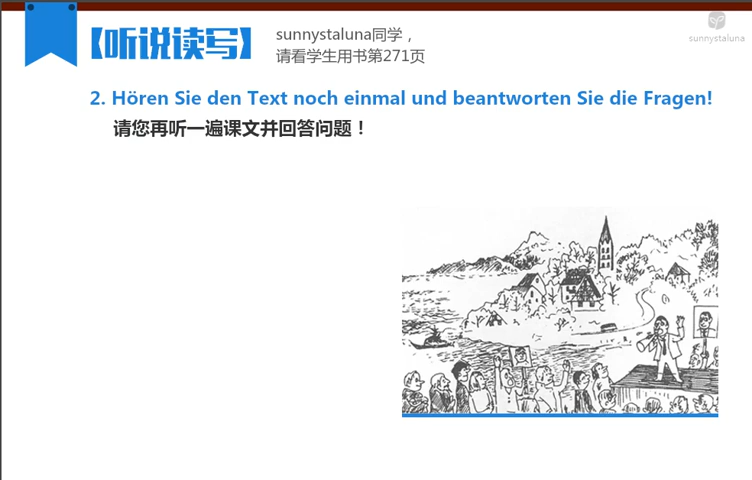 【听说读写】
sunnystaluna同学，
请看学生用书第271页
sunnystaluna
2. Hören Sie den Text noch einmal und beantworten Sie die Fragen!
请您再听一遍课文并回答问题！